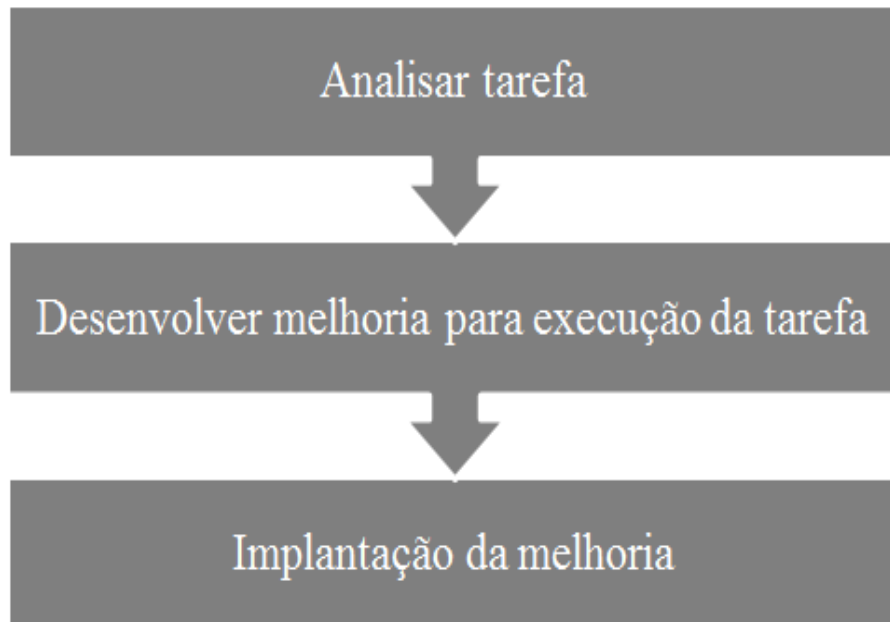 Analisar tarefa
Desenvolver melhoria para execução da tarefa
Implantação da melhoria